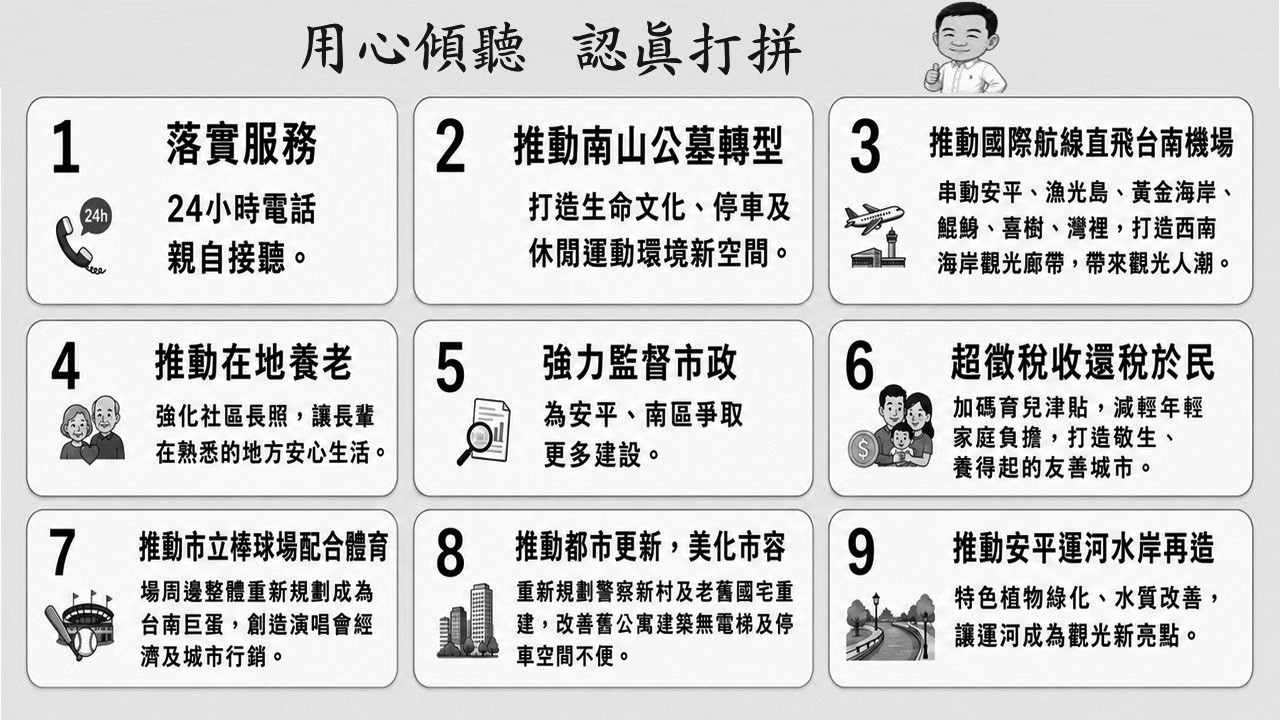 用心傾聽 認真打拼
1
落實服務
24h
24小時電話
親自接聽。
2
推動南山公墓轉型
打造生命文化、停車及
休閒運動環境新空間。
3
推動國際航線直飛台南機場
串動安平、漁光島、黃金海岸、
鯤鯓、喜樹、灣裡，打造西南
海岸觀光廊帶，帶來觀光人潮。
4
推動在地養老
強化社區長照，讓長輩
在熟悉的地方安心生活。
5
強力監督市政
為安平、南區爭取
更多建設。
6
超徵稅收還稅於民
$
加碼育兒津貼，減輕年輕
家庭負擔，打造敢生、
養得起的友善城市。
7
推動市立棒球場配合體育
場周邊整體重新規劃成為
台南巨蛋，創造演唱會經
濟及城市行銷。
8
推動都市更新，美化市容
重新規劃警察新村及老舊國宅重
建，改善舊公寓建築無電梯及停
車空間不便。
9
推動安平運河水岸再造
特色植物綠化、水質改善，
讓運河成為觀光新亮點。